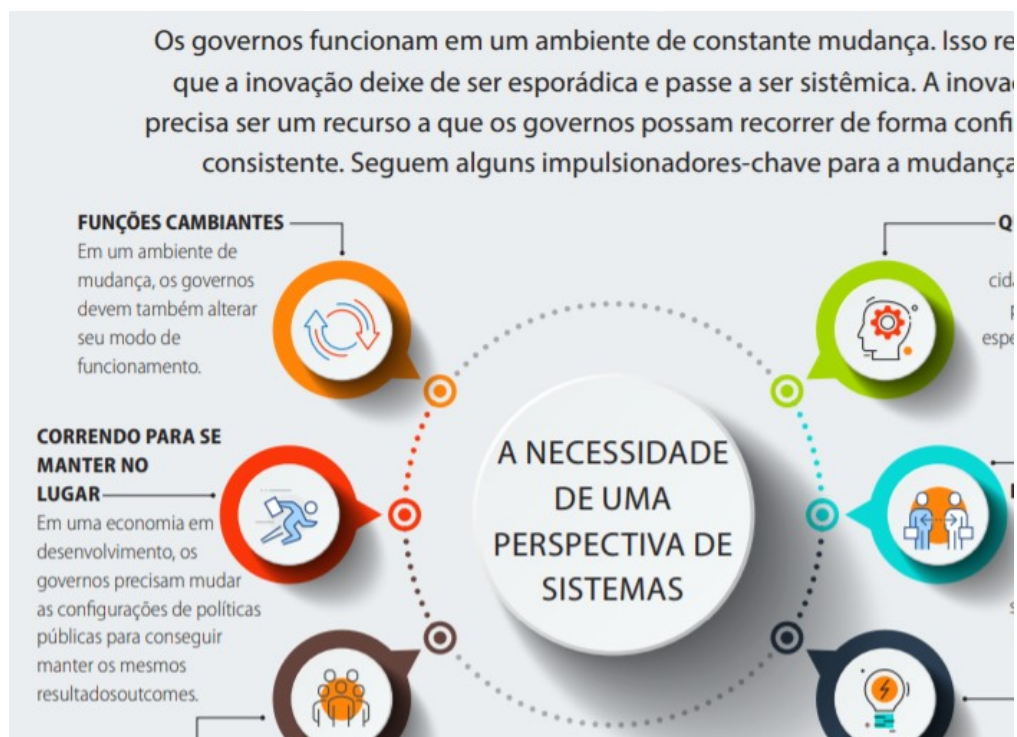 Os governos funcionam em um ambiente de constante mudança. Isso re
que a inovação deixe de ser esporádica e passe a ser sistêmica. A inova
precisa ser um recurso a que os governos possam recorrer de forma confi
consistente. Seguem alguns impulsionadores-chave para a mudança
FUNÇÕES CAMBIANTES
Em um ambiente de
mudança, os governos
devem também alterar
seu modo de
funcionamento.
CORRENDO PARA SE
MANTER NO
LUGAR
Em uma economia em
desenvolvimento, os
governos precisam mudar
as configurações de políticas
públicas para conseguir
manter os mesmos
resultadosoutcomes.
A NECESSIDADE
DE UMA
PERSPECTIVA DE
SISTEMAS
Q
cida
p
espe
s